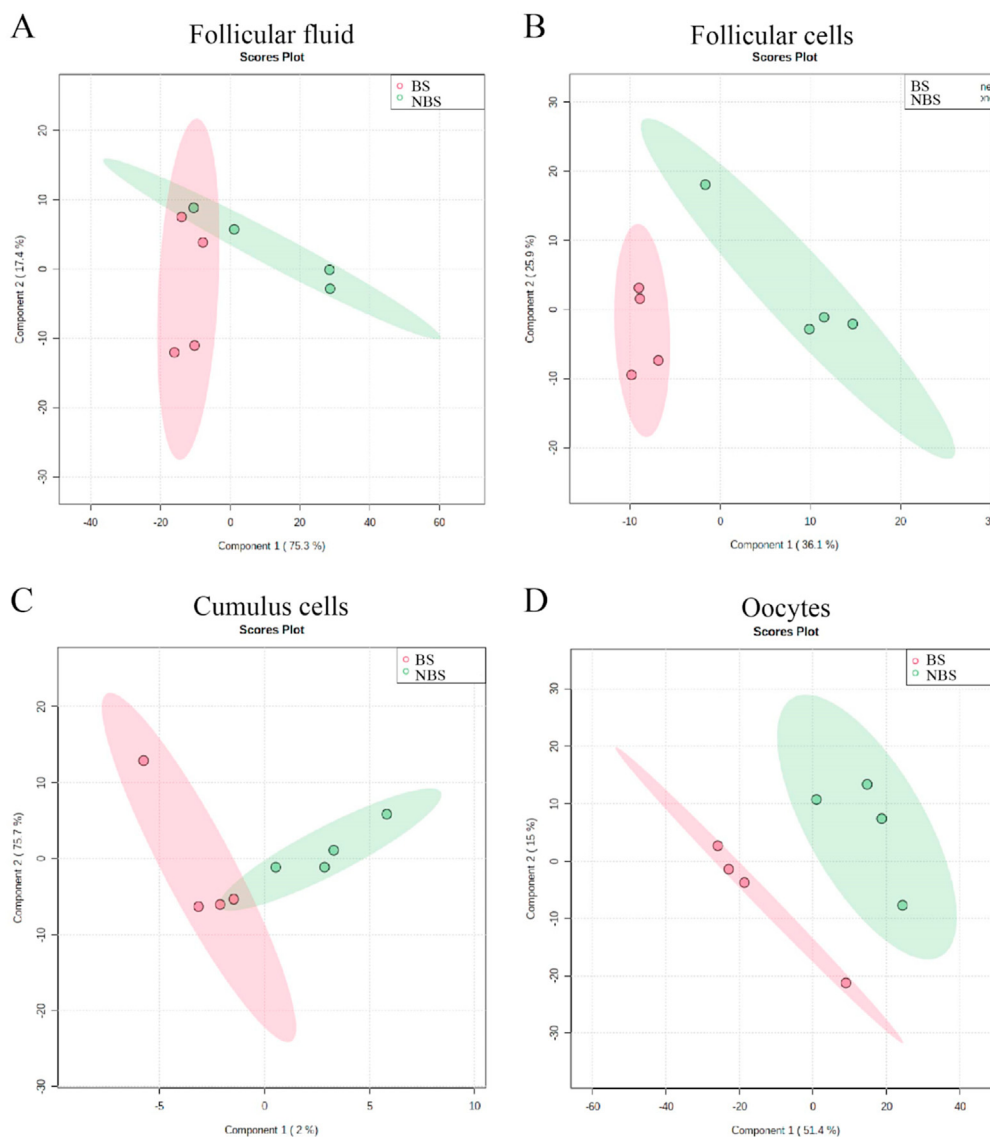 A
Follicular fluid
Scores Plot
BS
NBS
Component 2 ( 17.4 %)
20
10
0
-10
-20
-30
-40
-20
0
20
40
60
Component 1 ( 75.3 %)
B
Follicular cells
Scores Plot
BS
NBS
Component 2 ( 25.9 %)
30
20
10
0
-10
-20
-10
0
10
20
Component 1 ( 36.1 %)
C
Cumulus cells
Scores Plot
BS
NBS
Component 2 ( 75.7 %)
20
10
0
-10
-20
-30
-5
0
5
10
Component 1 ( 2 %)
D
Oocytes
Scores Plot
BS
NBS
Component 2 ( 15 %)
30
20
10
0
-10
-20
-30
-60
-40
-20
0
20
40
Component 1 ( 51.4 %)